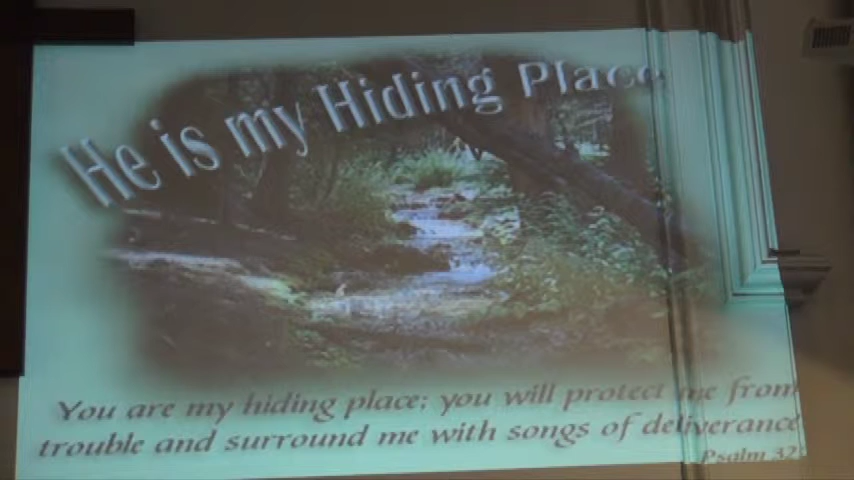 He is my Hiding Place
You are my hiding place; you will protect me from
trouble and surround me with songs of deliverance
Psalm 32